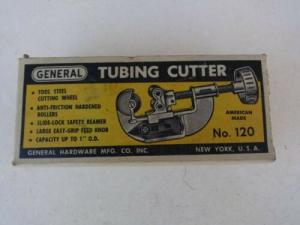 GENERAL
TUBING CUTTER
• TOOL STEEL
CUTTING WHEEL
• ANTI-FRICTION HARDENED
ROLLERS
• SLIDE-LOCK SAFETY REAMER
• LARGE EASY-GRIP FEED KNOB
• CAPACITY UP TO 1" O.D.
AMERICAN
MADE
No. 120
GENERAL HARDWARE MFG. CO. INC.
NEW YORK, U.S.A.